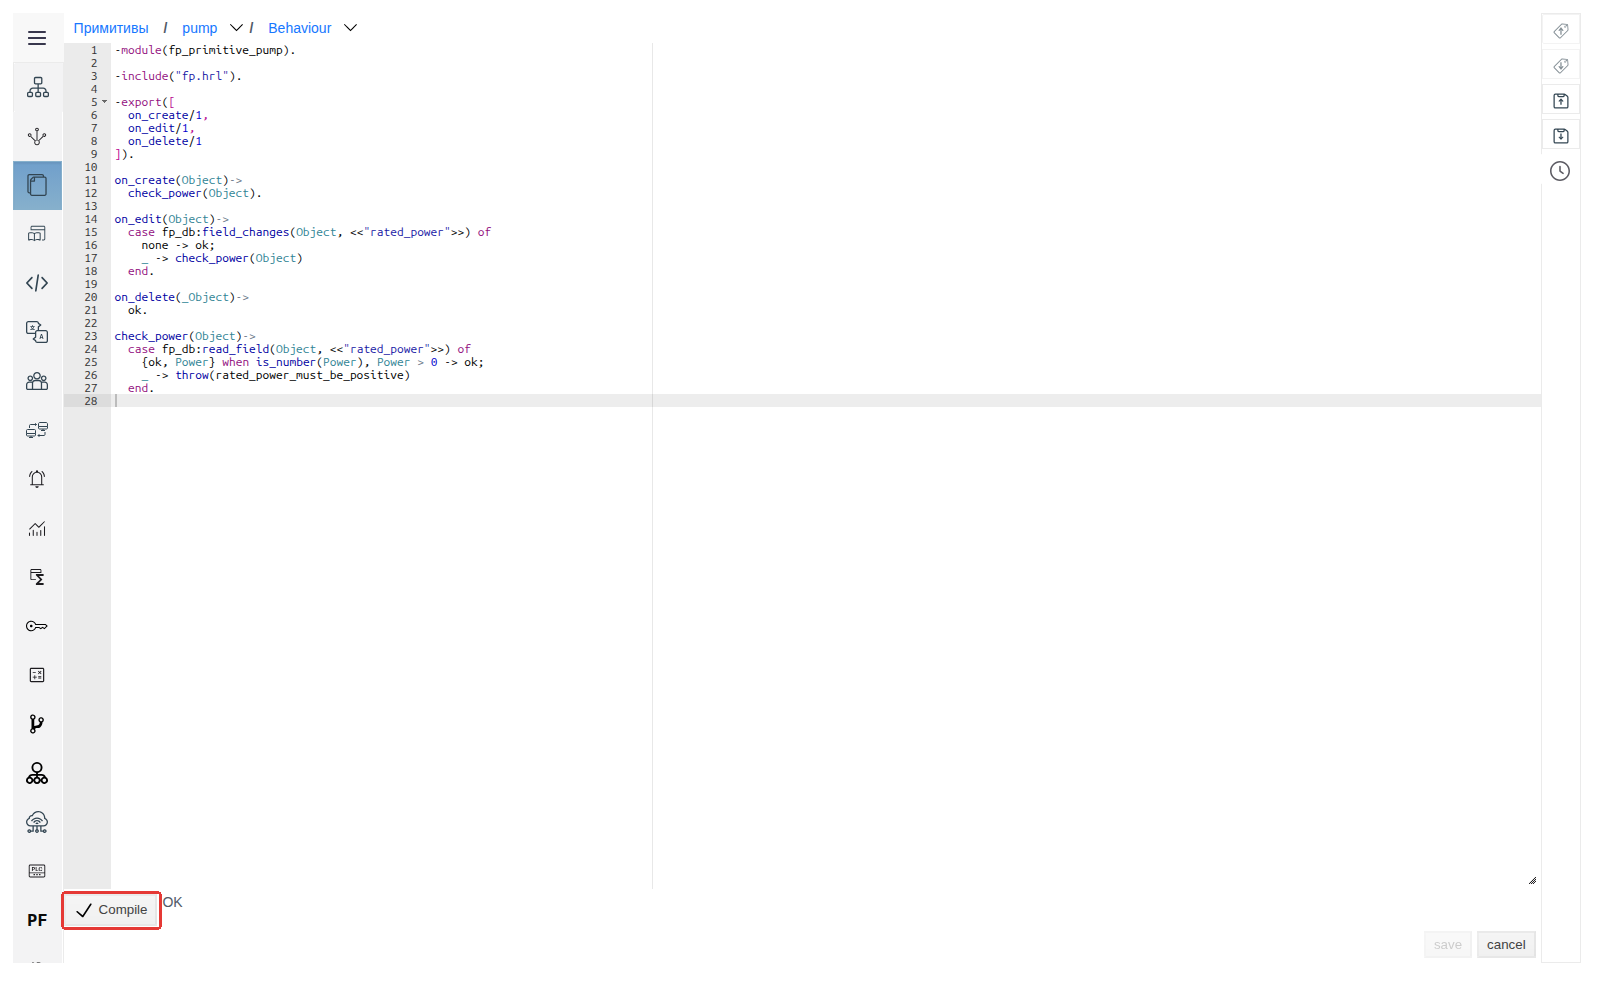 Примитивы / pump / Behaviour
1 -module(fp_primitive_pump).
2
3 -include("fp.hrl").
4
5 -export([
6 on_create/1,
7 on_edit/1,
8 on_delete/1
9 ]).
10
11 on_create(Object)->
12 check_power(Object).
13
14 on_edit(Object)->
15 case fp_db:field_changes(Object, <<"rated_power">>) of
16 none -> ok;
17 _ -> check_power(Object)
18 end.
19
20 on_delete(_Object)->
21 ok.
22
23 check_power(Object)->
24 case fp_db:read_field(Object, <<"rated_power">>) of
25 {ok, Power} when is_number(Power), Power > 0 -> ok;
26 _ -> throw(rated_power_must_be_positive)
27 end.
28
PLC
PF
Compile OK
save cancel